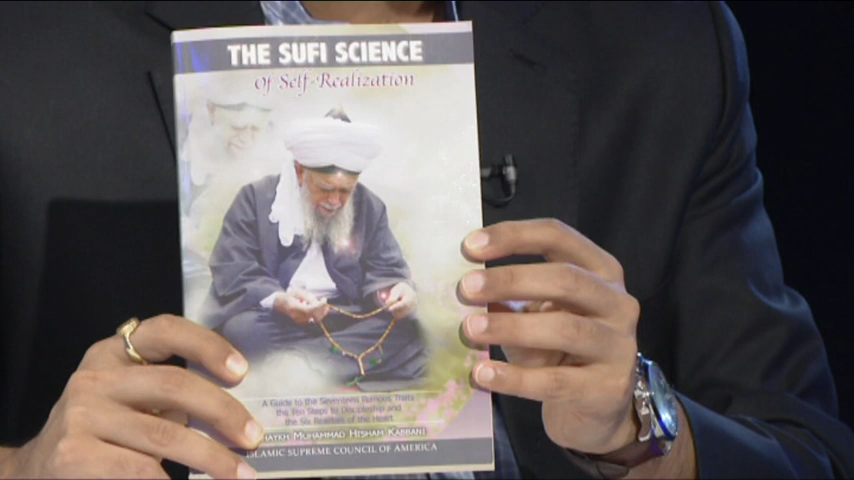 THE SUFI SCIENCE
Of Self-Realization
A Guide to the Seventeen Ruinous Traits
the Ten Steps to Discipleship and
the Six Realities of the Heart
SHAYKH MUHAMMAD HISHAM KABBANI
ISLAMIC SUPREME COUNCIL OF AMERICA